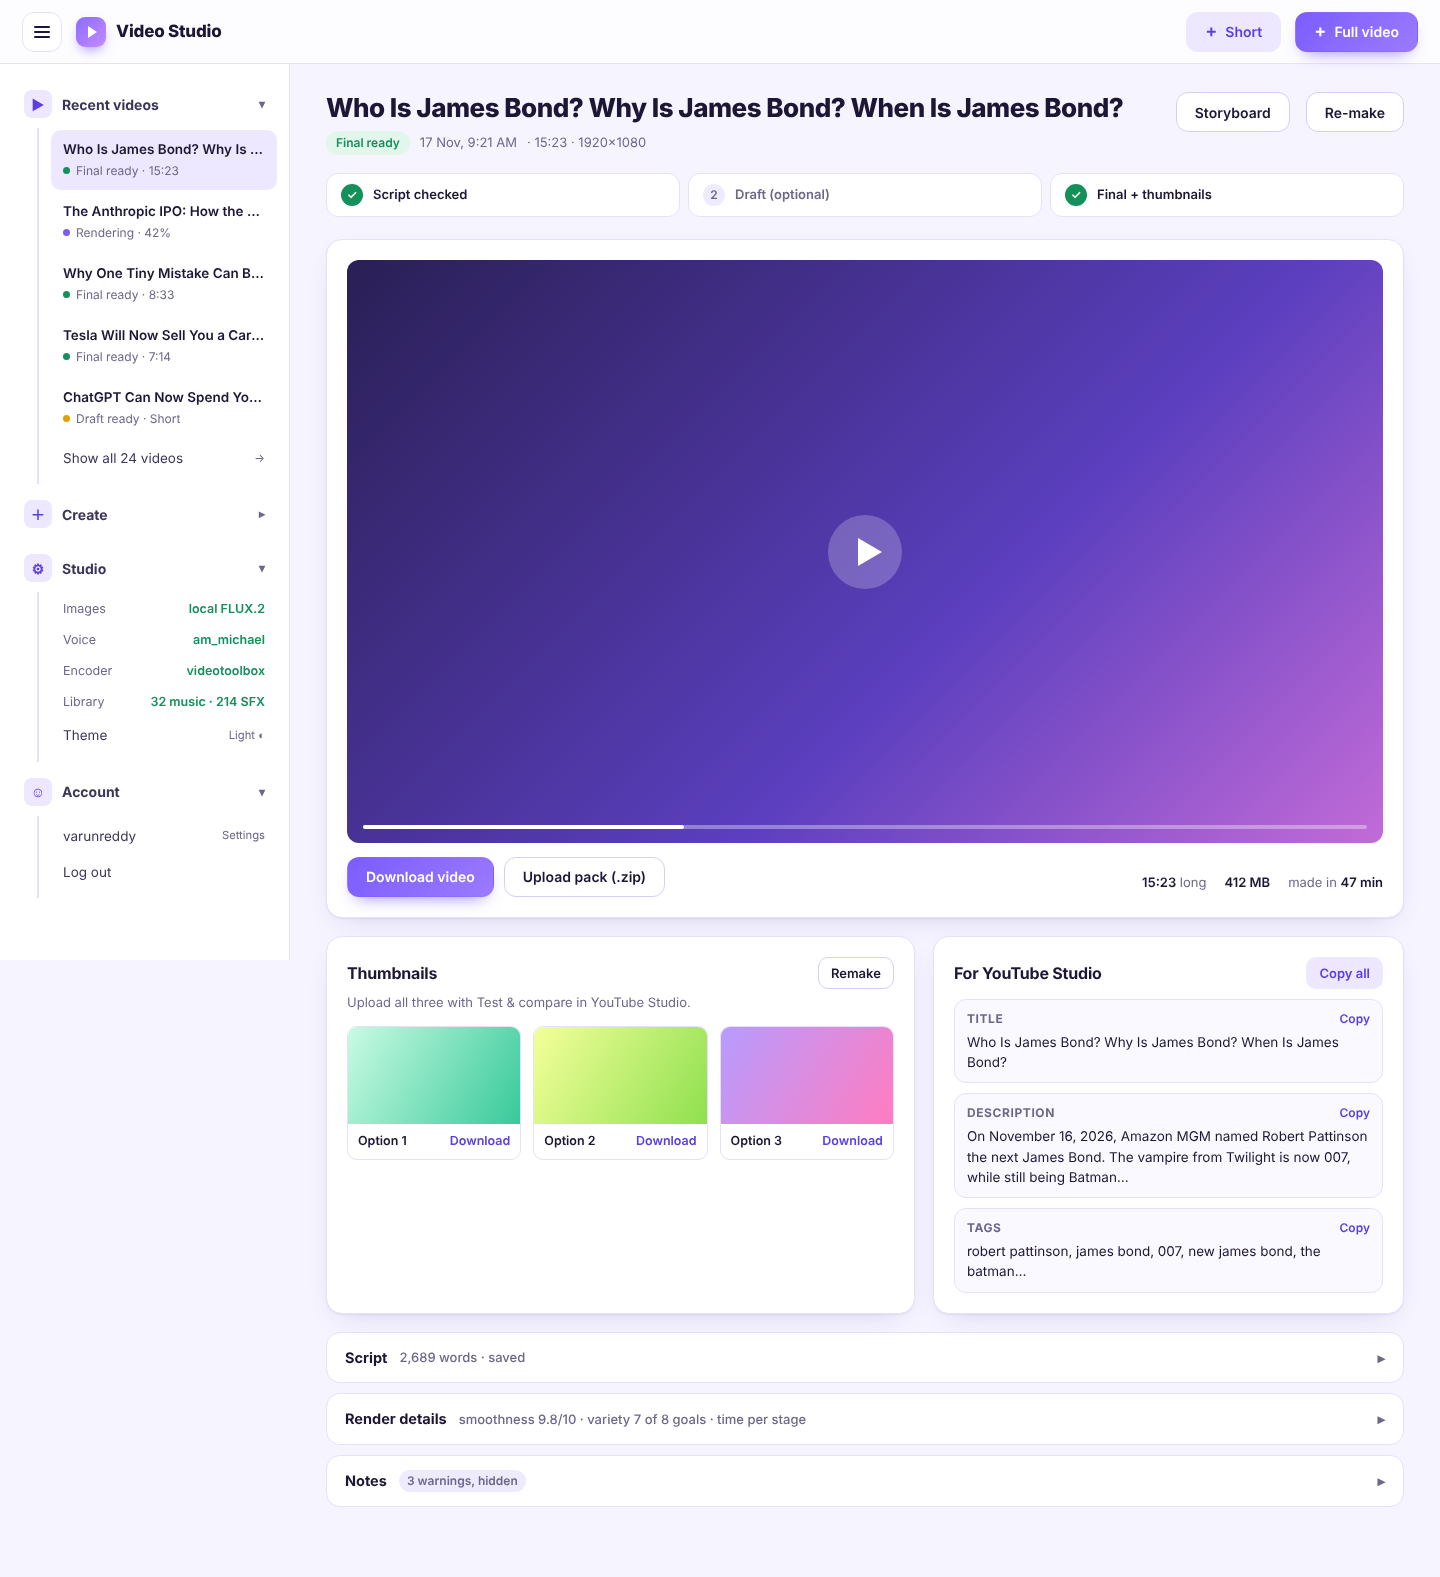 Video Studio
+ Short
+ Full video
Recent videos
Who Is James Bond? Why Is ...
Final ready · 15:23
The Anthropic IPO: How the ...
Rendering · 42%
Why One Tiny Mistake Can B...
Final ready · 8:33
Tesla Will Now Sell You a Car...
Final ready · 7:14
ChatGPT Can Now Spend Yo...
Draft ready · Short
Show all 24 videos →
Create
Studio
Images local FLUX.2
Voice am_michael
Encoder videotoolbox
Library 32 music · 214 SFX
Theme Light
Account
varunreddy Settings
Log out
Who Is James Bond? Why Is James Bond? When Is James Bond?
Storyboard
Re-make
Final ready 17 Nov, 9:21 AM · 15:23 · 1920×1080
Script checked
2 Draft (optional)
Final + thumbnails
Download video
Upload pack (.zip)
15:23 long 412 MB made in 47 min
Thumbnails
Remake
Upload all three with Test & compare in YouTube Studio.
Option 1 Download
Option 2 Download
Option 3 Download
For YouTube Studio
Copy all
TITLE Copy
Who Is James Bond? Why Is James Bond? When Is James
Bond?
DESCRIPTION Copy
On November 16, 2026, Amazon MGM named Robert Pattinson
the next James Bond. The vampire from Twilight is now 007,
while still being Batman...
TAGS Copy
robert pattinson, james bond, 007, new james bond, the
batman...
Script 2,689 words · saved
Render details smoothness 9.8/10 · variety 7 of 8 goals · time per stage
Notes 3 warnings, hidden